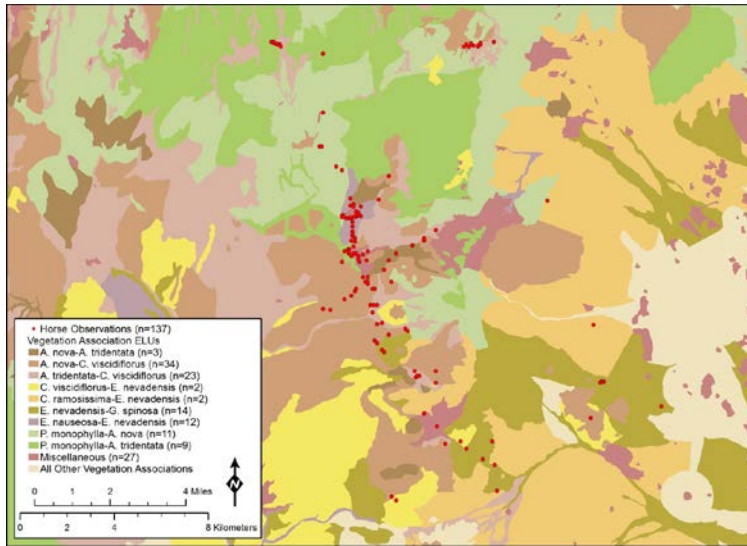 Horse Observations (n=137)
Vegetation Association ELUs
A. nova-A. tridentata (n=3)
A. nova-C. viscidiflorus (n=34)
A. tridentata-C. viscidiflorus (n=23)
C. viscidiflorus-E. nevadensis (n=2)
C. ramosissima-E. nevadensis (n=2)
E. nevadensis-G. spinosa (n=14)
E. nauseosa-E. nevadensis (n=12)
P. monophylla-A. nova (n=11)
P. monophylla-A. tridentata (n=9)
Miscellaneous (n=27)
All Other Vegetation Associations
0 2 4 Miles
N
0 2 4 8 Kilometers